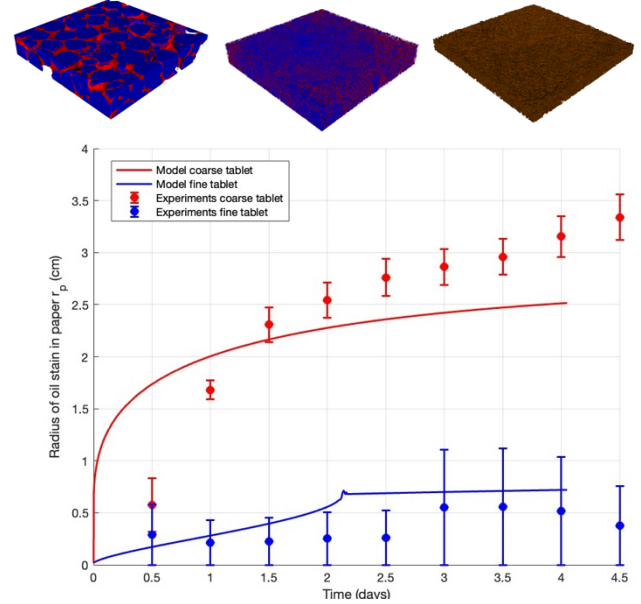 4
3.5
3
2.5
2
1.5
1
0.5
0
Radius of oil stain in paper r_p (cm)
Model coarse tablet
Model fine tablet
Experiments coarse tablet
Experiments fine tablet
0 0.5 1 1.5 2 2.5 3 3.5 4 4.5
Time (days)